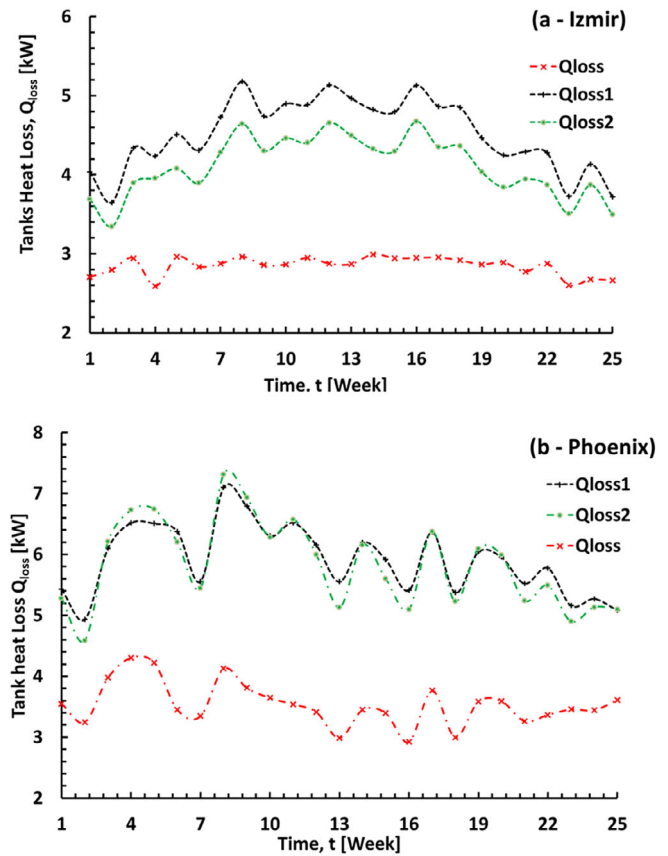 (a - Izmir)
Qloss
Qloss1
Qloss2
Tanks Heat Loss, Qloss [kW]
6
5
4
3
2
1 4 7 10 13 16 19 22 25
Time. t [Week]
(b - Phoenix)
Qloss1
Qloss2
Qloss
Tank heat Loss Qloss [kW]
8
7
6
5
4
3
2
1 4 7 10 13 16 19 22 25
Time, t [Week]